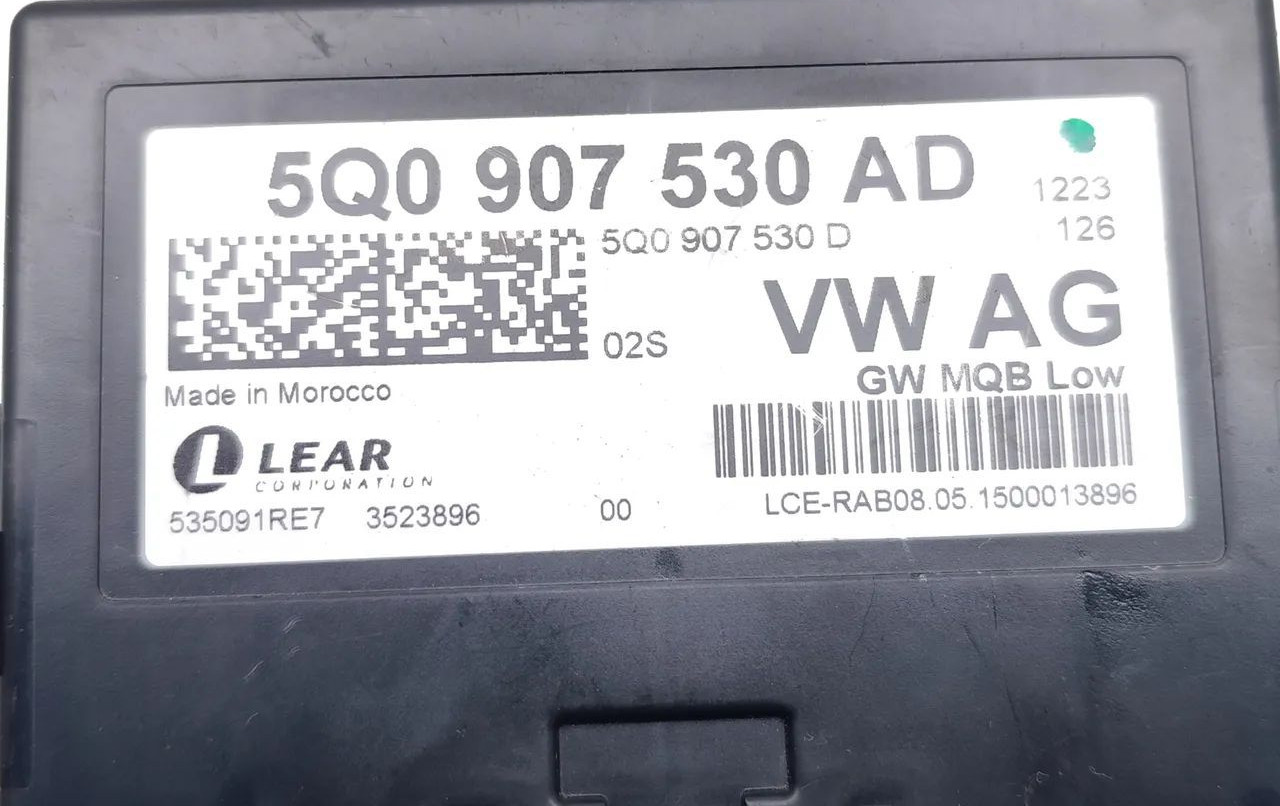 5Q0 907 530 AD
1223
5Q0 907 530 D
126
VW AG
02S
GW MQB Low
Made in Morocco
L LEAR
CORPORATION
LCE-RAB08.05.1500013896
535091RE7 3523896 00